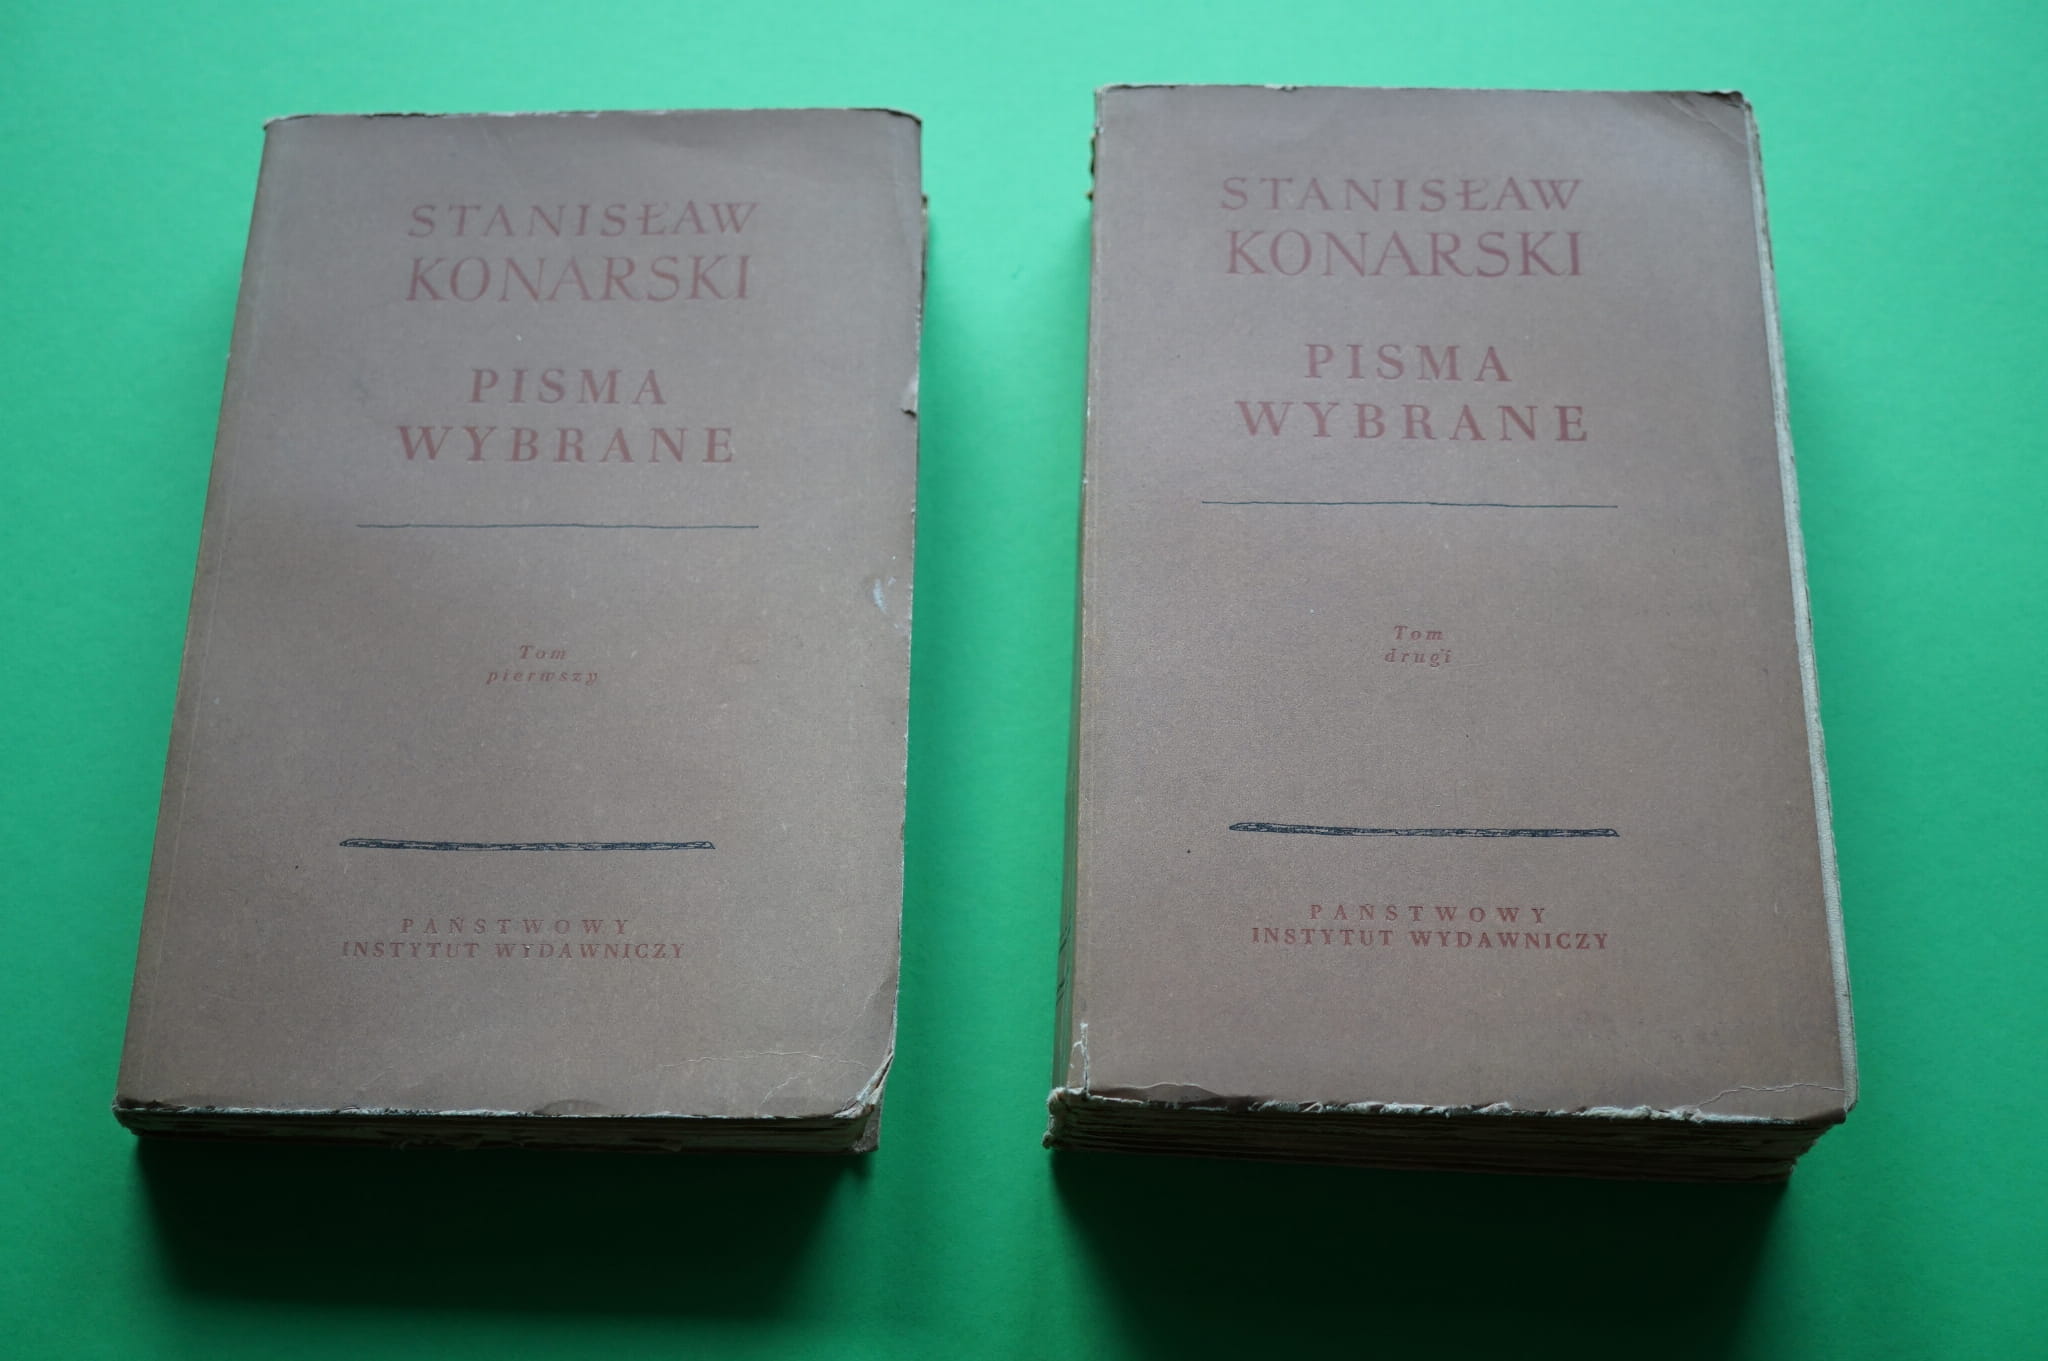 STANISŁAW
KONARSKI
PISMA
WYBRANE
Tom
pierwszy
PAŃSTWOWY
INSTYTUT WYDAWNICZY
STANISŁAW
KONARSKI
PISMA
WYBRANE
Tom
drugi
PAŃSTWOWY
INSTYTUT WYDAWNICZY